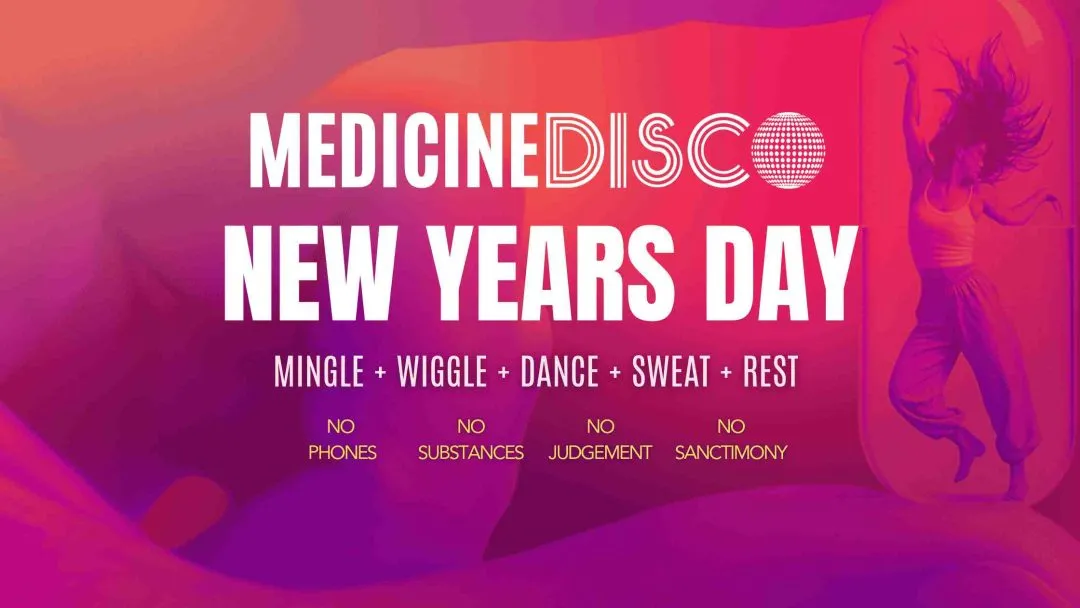 MEDICINEDISCO
NEW YEARS DAY
MINGLE + WIGGLE + DANCE + SWEAT + REST
NO PHONES
NO SUBSTANCES
NO JUDGEMENT
NO SANCTIMONY